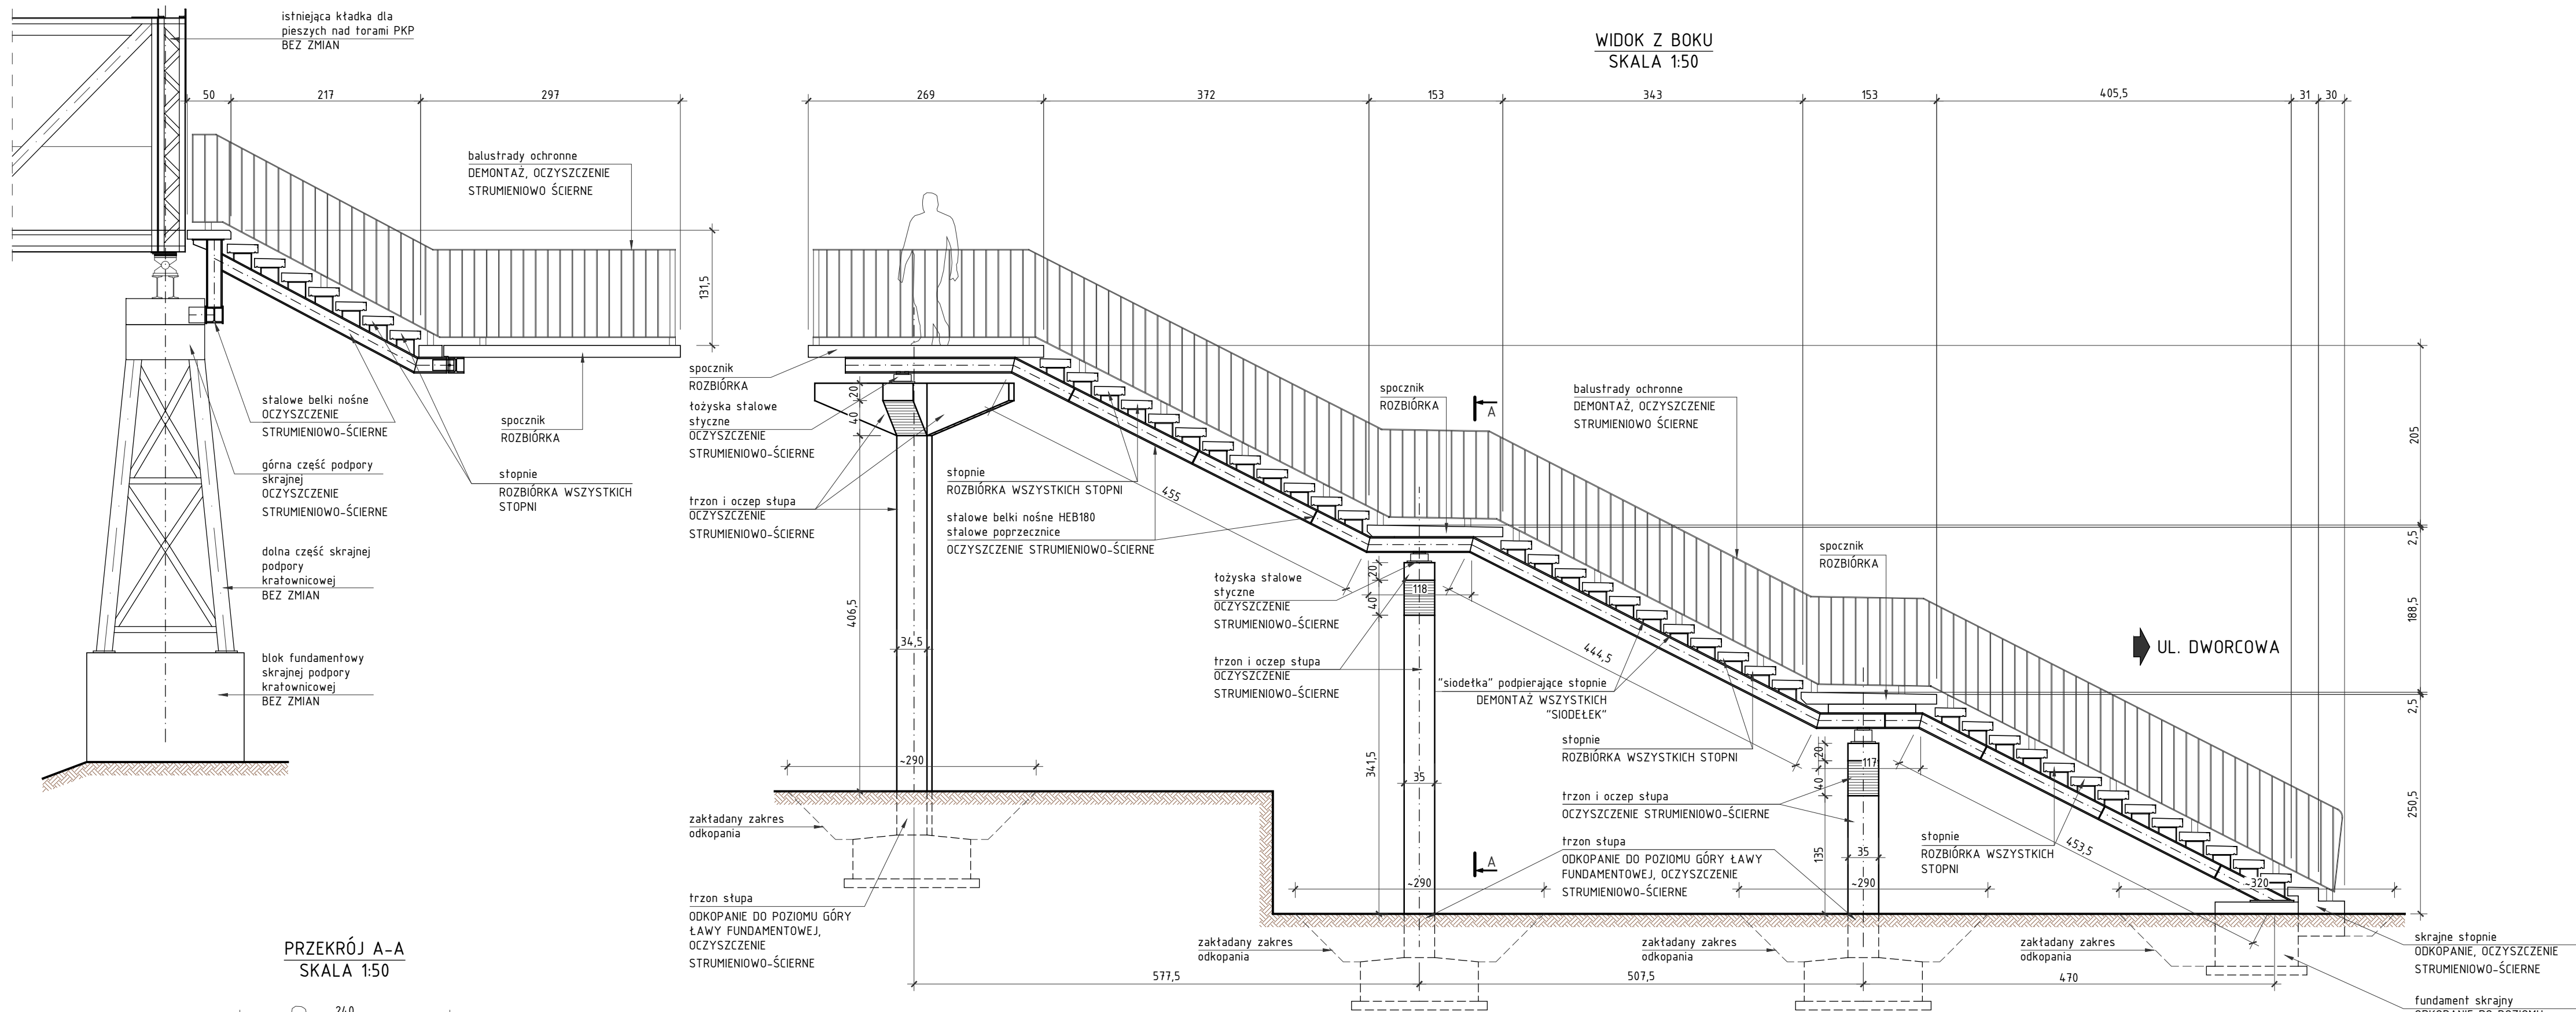 istniejąca kładka dla
pieszych nad torami PKP
BEZ ZMIAN
WIDOK Z BOKU
SKALA 1:50
50
217
297
269
372
153
343
153
405,5
31
30
balustrady ochronne
DEMONTAŻ, OCZYSZCZENIE
STRUMIENIOWO ŚCIERNE
131,5
stalowe belki nośne
OCZYSZCZENIE
STRUMIENIOWO-ŚCIERNE
górna część podpory
skrajnej
OCZYSZCZENIE
STRUMIENIOWO-ŚCIERNE
dolna część skrajnej
podpory
kratownicowej
BEZ ZMIAN
blok fundamentowy
skrajnej podpory
kratownicowej
BEZ ZMIAN
spocznik
ROZBIÓRKA
stopnie
ROZBIÓRKA WSZYSTKICH
STOPNI
spocznik
ROZBIÓRKA
łożyska stalowe
styczne
OCZYSZCZENIE
STRUMIENIOWO-ŚCIERNE
trzon i oczep słupa
OCZYSZCZENIE
STRUMIENIOWO-ŚCIERNE
20
40
406,5
34,5
~290
zakładany zakres
odkopania
trzon słupa
ODKOPANIE DO POZIOMU GÓRY
ŁAWY FUNDAMENTOWEJ,
OCZYSZCZENIE
STRUMIENIOWO-ŚCIERNE
stopnie
ROZBIÓRKA WSZYSTKICH STOPNI
stalowe belki nośne HEB180
stalowe poprzecznice
OCZYSZCZENIE STRUMIENIOWO-ŚCIERNE
455
spocznik
ROZBIÓRKA
A
balustrady ochronne
DEMONTAŻ, OCZYSZCZENIE
STRUMIENIOWO ŚCIERNE
łożyska stalowe
styczne
OCZYSZCZENIE
STRUMIENIOWO-ŚCIERNE
trzon i oczep słupa
OCZYSZCZENIE
STRUMIENIOWO-ŚCIERNE
20
40
118
341,5
35
~290
444,5
"siodełka" podpierające stopnie
DEMONTAŻ WSZYSTKICH
"SIODEŁEK"
stopnie
ROZBIÓRKA WSZYSTKICH STOPNI
trzon i oczep słupa
OCZYSZCZENIE STRUMIENIOWO-ŚCIERNE
trzon słupa
ODKOPANIE DO POZIOMU GÓRY ŁAWY
FUNDAMENTOWEJ, OCZYSZCZENIE
STRUMIENIOWO-ŚCIERNE
A
spocznik
ROZBIÓRKA
20
40
117
135
35
~290
stopnie
ROZBIÓRKA WSZYSTKICH
STOPNI
453,5
~320
UL. DWORCOWA
205
2,5
188,5
2,5
250,5
zakładany zakres
odkopania
zakładany zakres
odkopania
zakładany zakres
odkopania
577,5
507,5
470
skrajne stopnie
ODKOPANIE, OCZYSZCZENIE
STRUMIENIOWO-ŚCIERNE
fundament skrajny
ODKOPANIE DO POZIOMU
PRZEKRÓJ A-A
SKALA 1:50
240